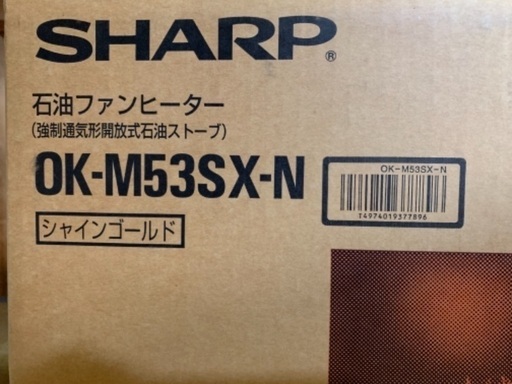 SHARP®
石油ファンヒーター
(強制通気形開放式石油ストーブ)
OK-M53SX-N
OK-M53SX-N
T4974019377896
シャインゴールド